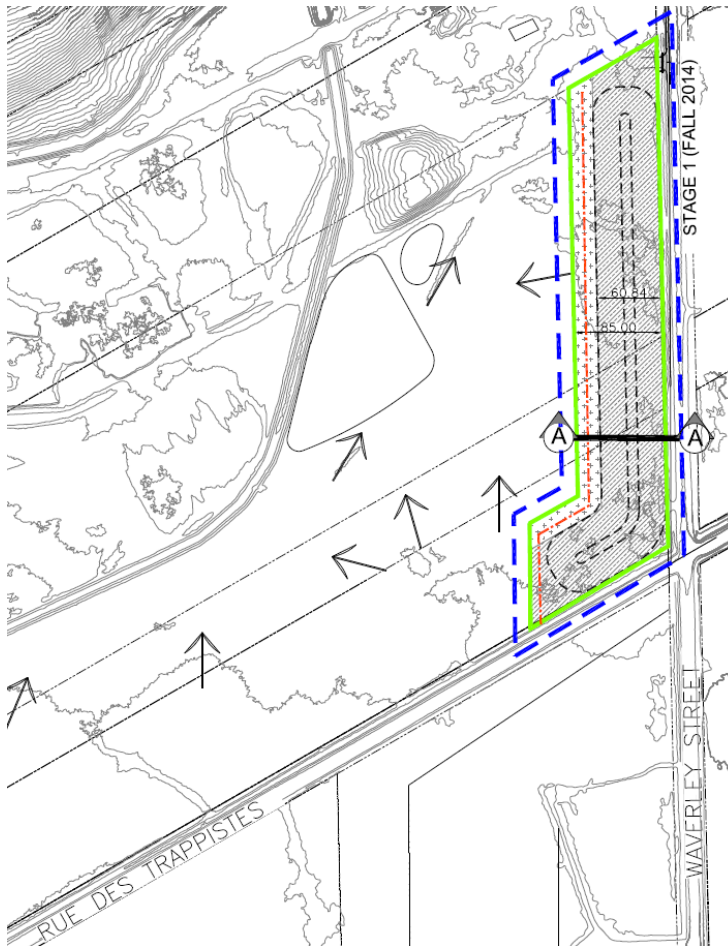 STAGE 1 (FALL 2014)
60.84
85.00
A
A
WAVERLEY STREET
RUE DES TRAPPISTES